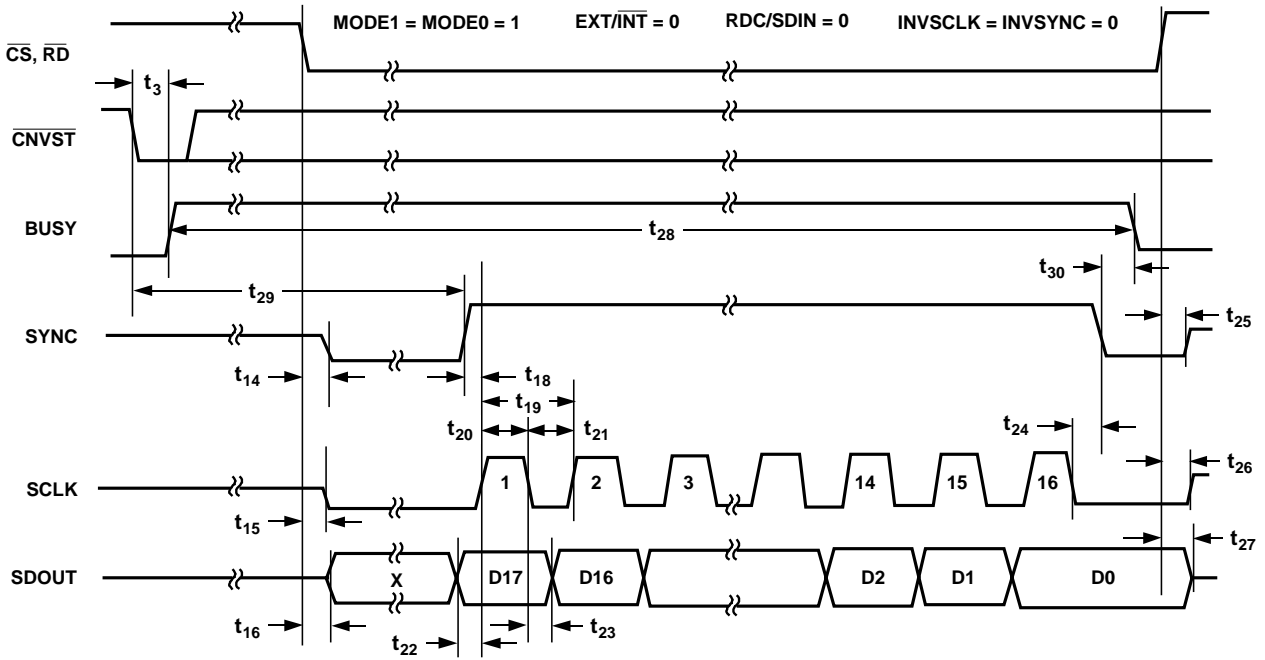 MODE1 = MODE0 = 1 EXT/INT = 0 RDC/SDIN = 0 INVSCLK = INVSYNC = 0
CS, RD
t3
CNVST
BUSY
t28
t30
t29
t25
SYNC
t14
t18
t19
t20
t21
t24
t26
SCLK
1 2 3 14 15 16
t15
t27
SDOUT
X D17 D16 D2 D1 D0
t16
t22
t23